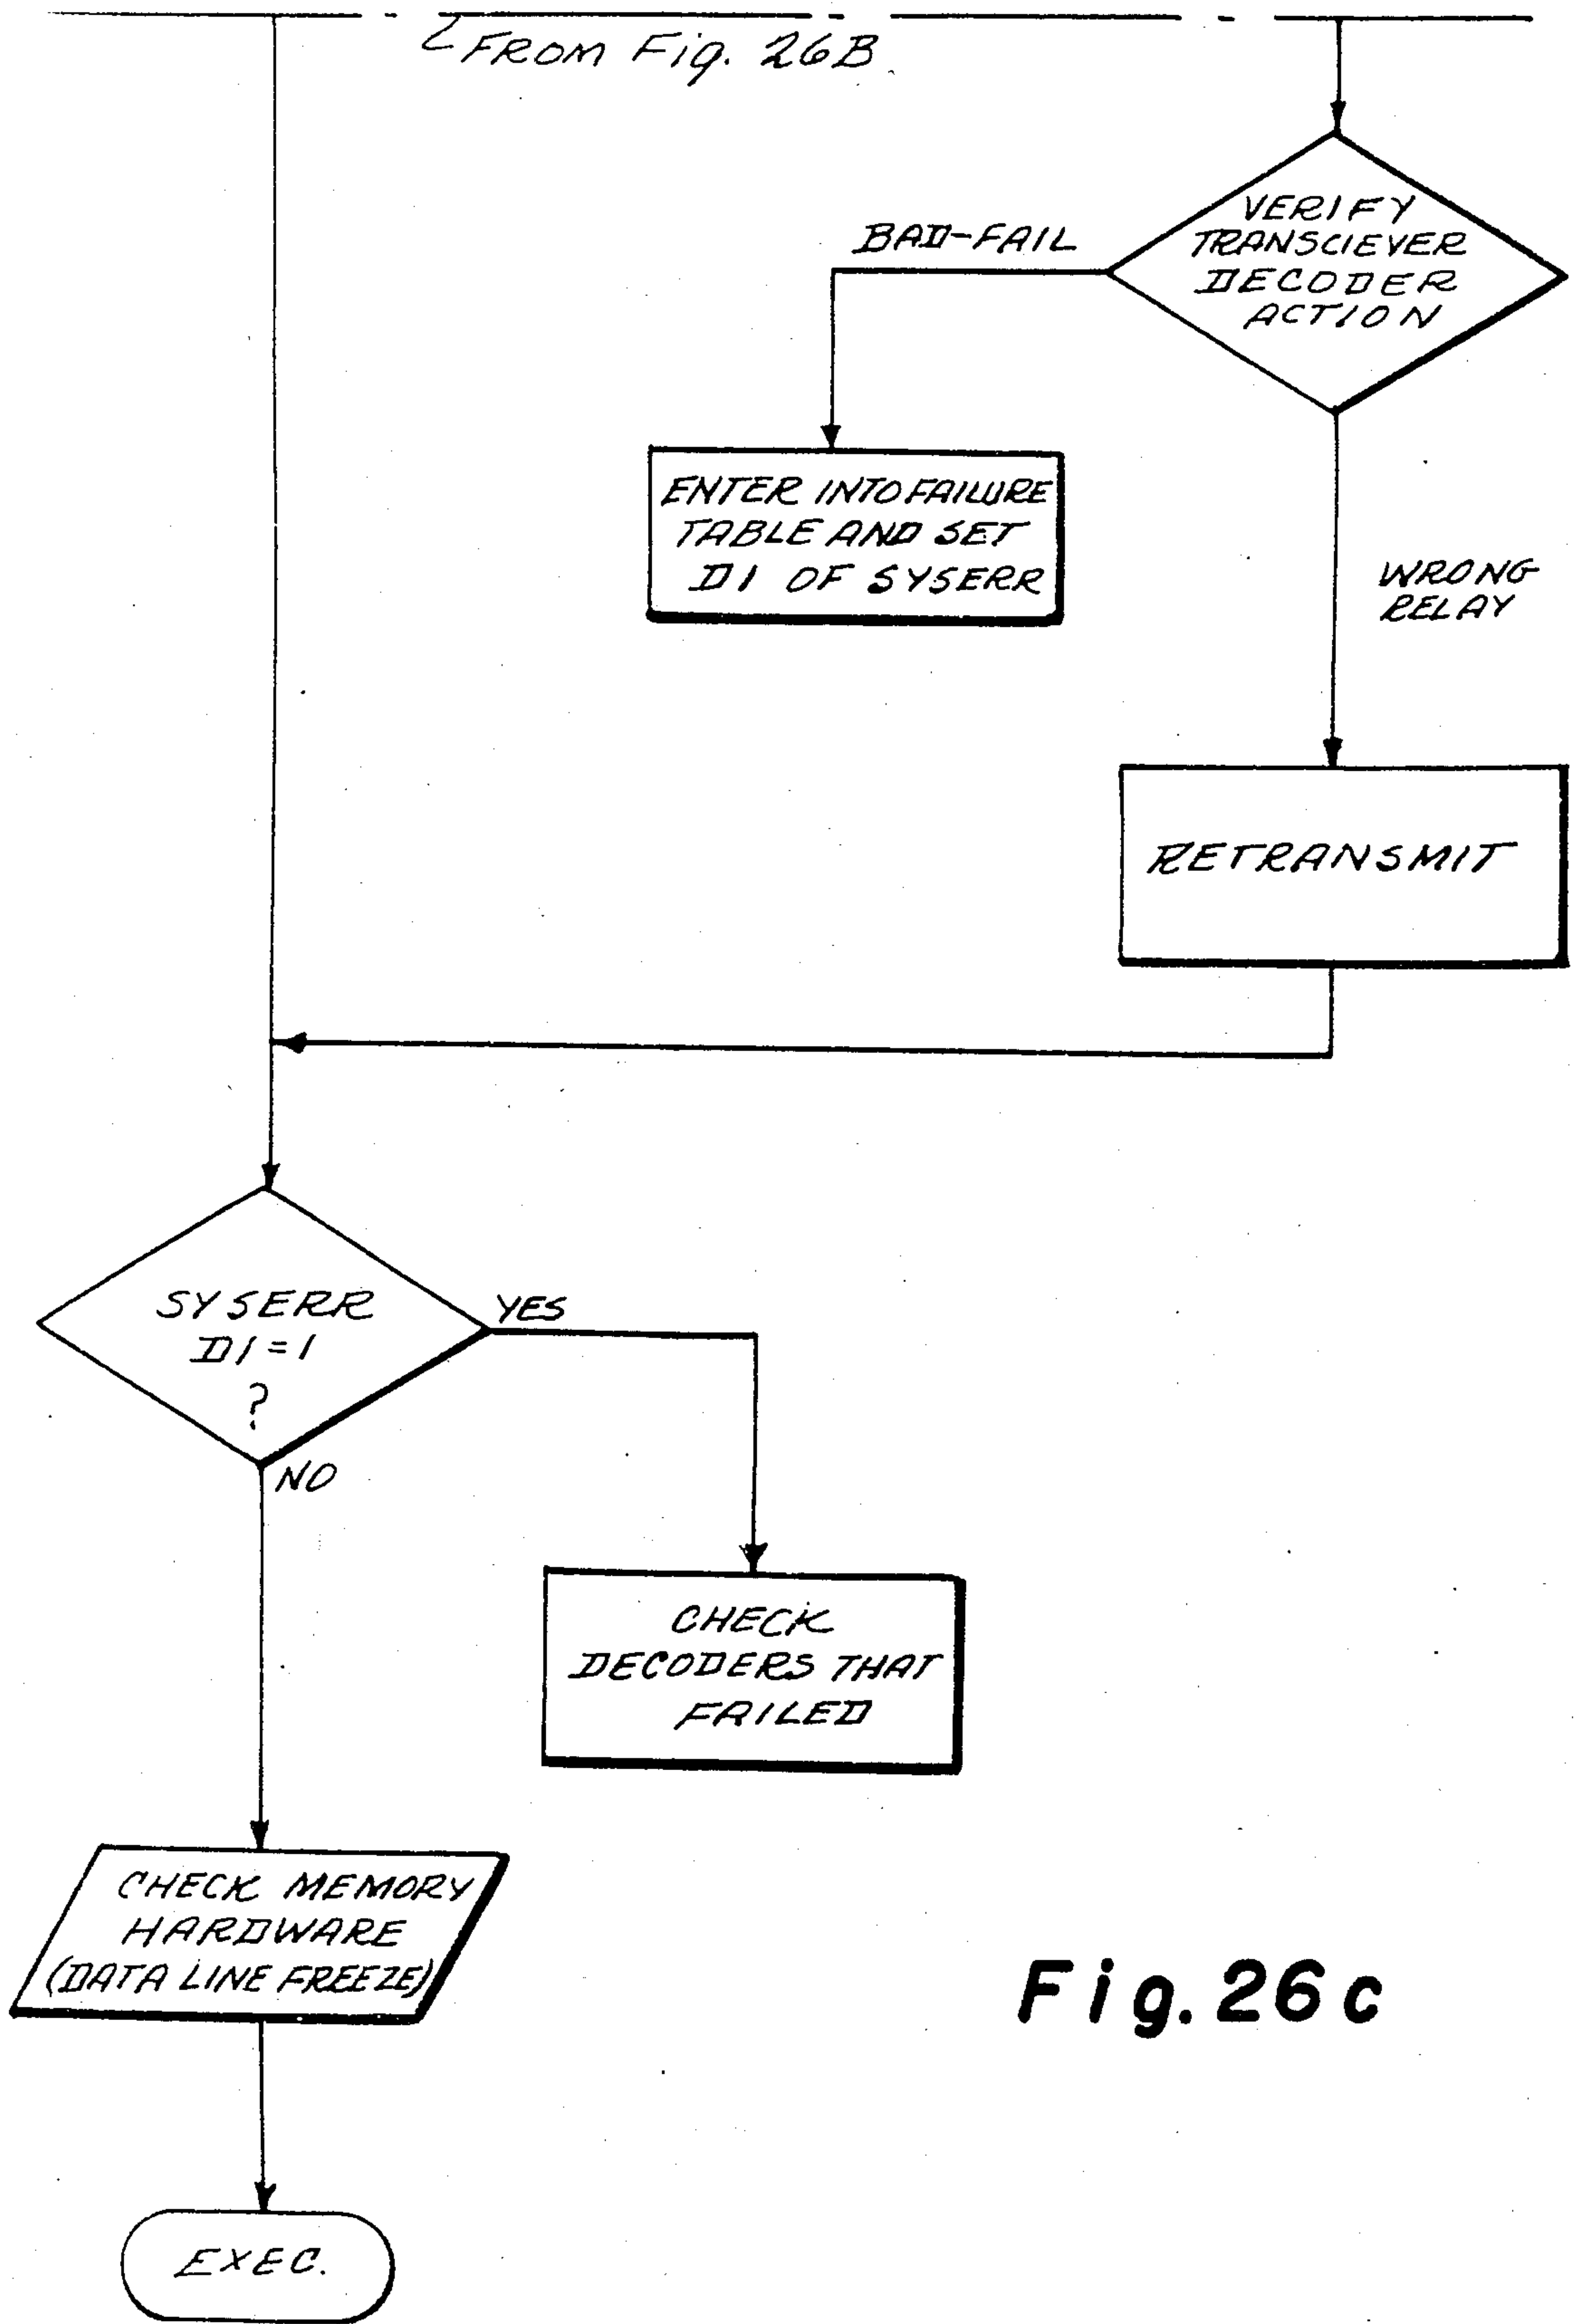 FROM Fig. 26B
VERIFY
TRANSCIEVER
DECODER
ACTION
BAD-FAIL
ENTER INTO FAILURE
TABLE AND SET
D1 OF SYSERR
WRONG
RELAY
RETRANSMIT
SYSERR
D1=1
?
YES
NO
CHECK
DECODERS THAT
FAILED
CHECK MEMORY
HARDWARE
(DATA LINE FREEZE)
Fig. 26c
EXEC.